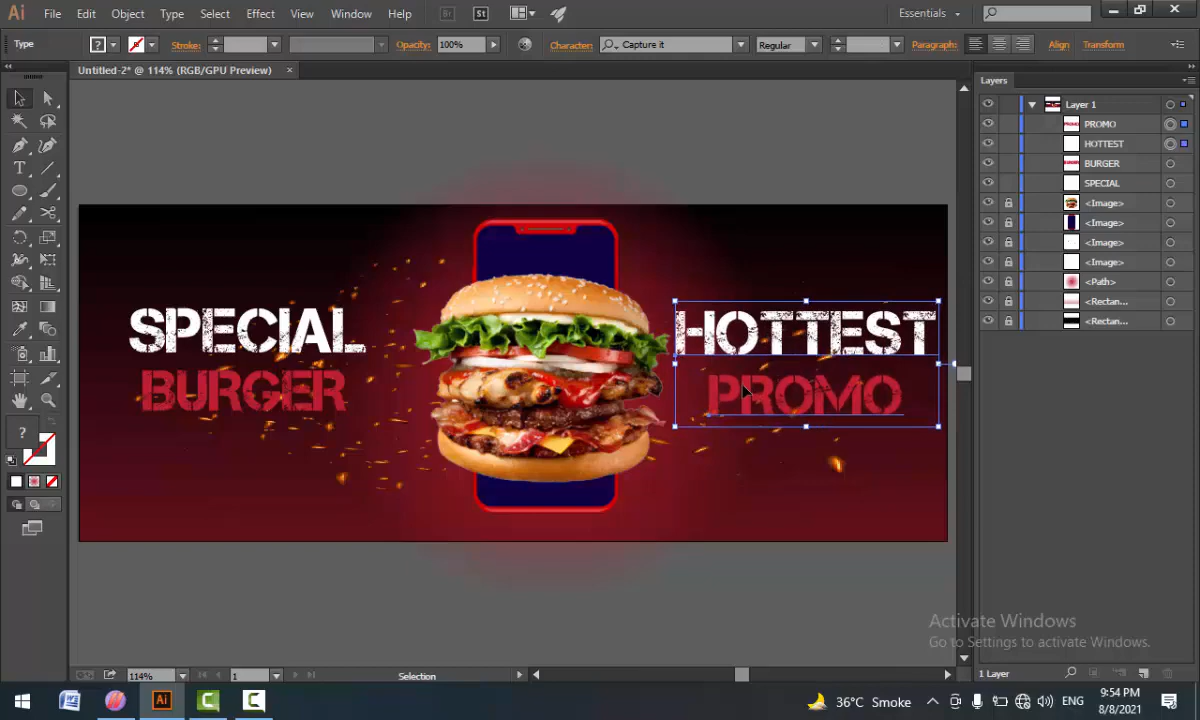 Ai File Edit Object Type Select Effect View Window Help Br St Essentials
Type Stroke: Opacity: 100% Character: Capture it Regular Paragraph: Align Transform
Untitled-2* @ 114% (RGB/GPU Preview) ×
SPECIAL
BURGER
HOTTEST
PROMO
Layers
Layer 1
PROMO
HOTTEST
BURGER
SPECIAL
<Image>
<Image>
<Image>
<Image>
<Path>
<Rectan...
<Rectan...
Activate Windows
Go to Settings to activate Windows.
114% 1 Selection 1 Layer
Ai 36°C Smoke ENG 9:54 PM
8/8/2021